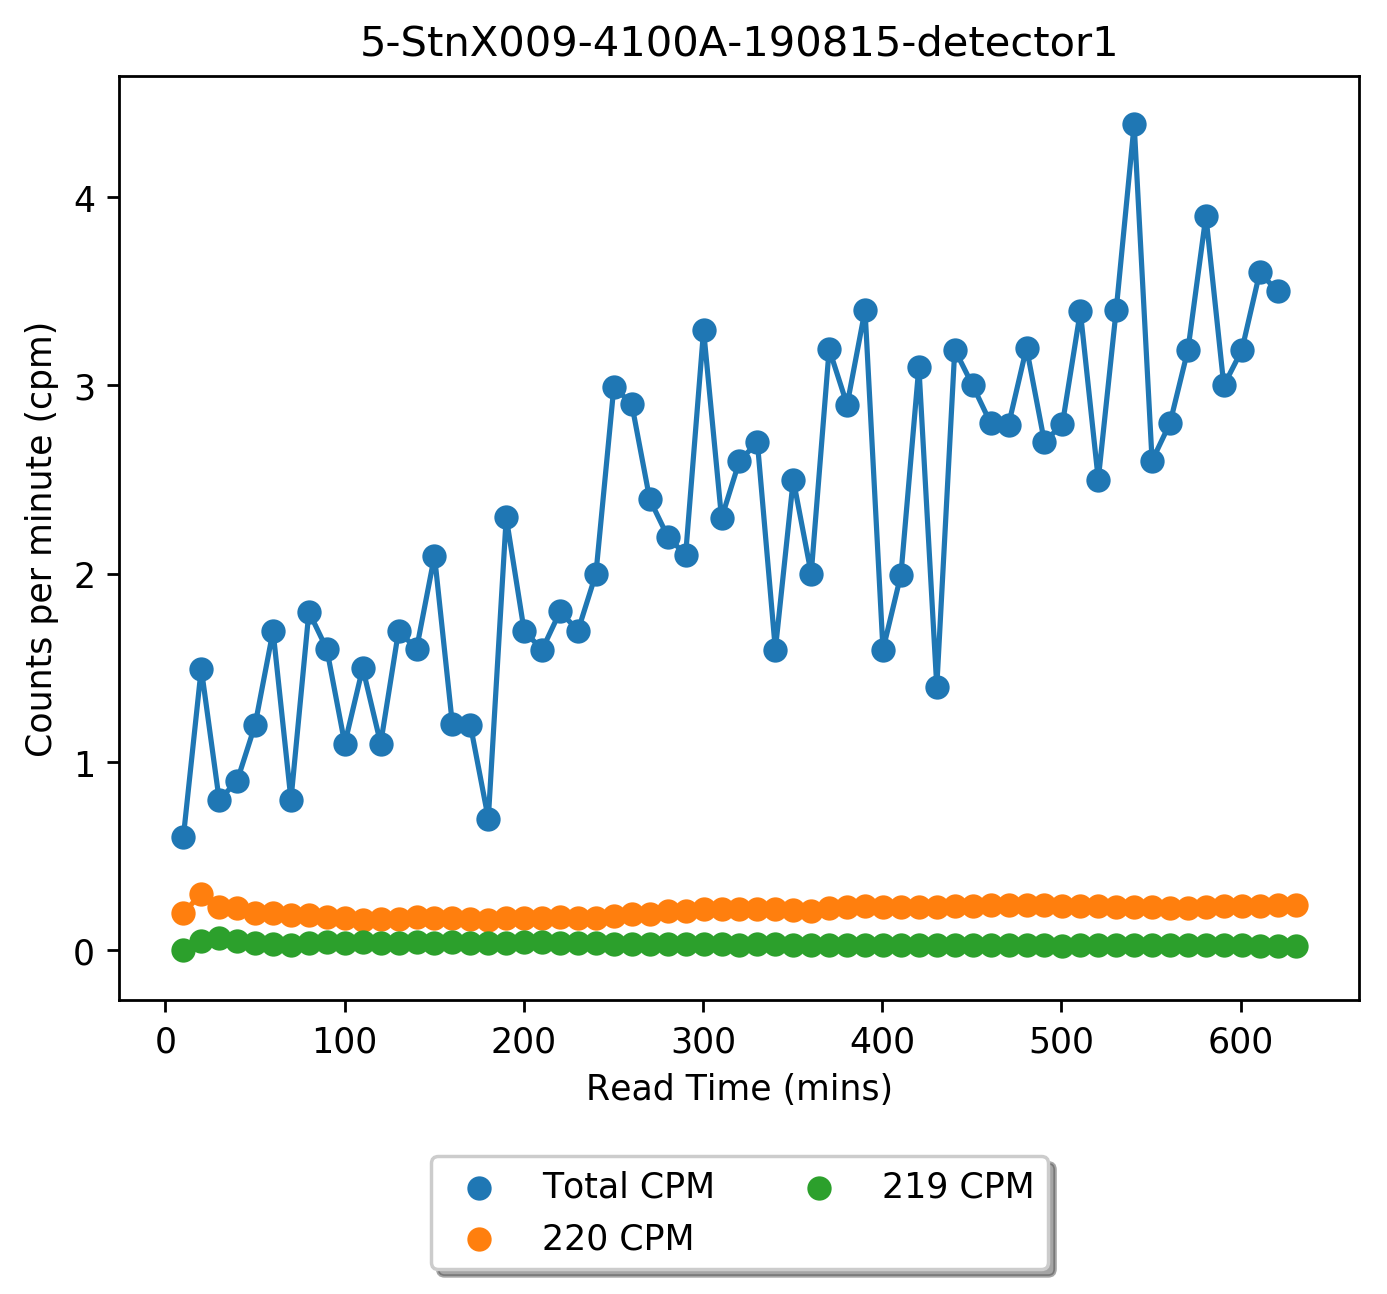 5-StnX009-4100A-190815-detector1
Counts per minute (cpm)
4
3
2
1
0
0 100 200 300 400 500 600
Read Time (mins)
Total CPM 219 CPM
220 CPM